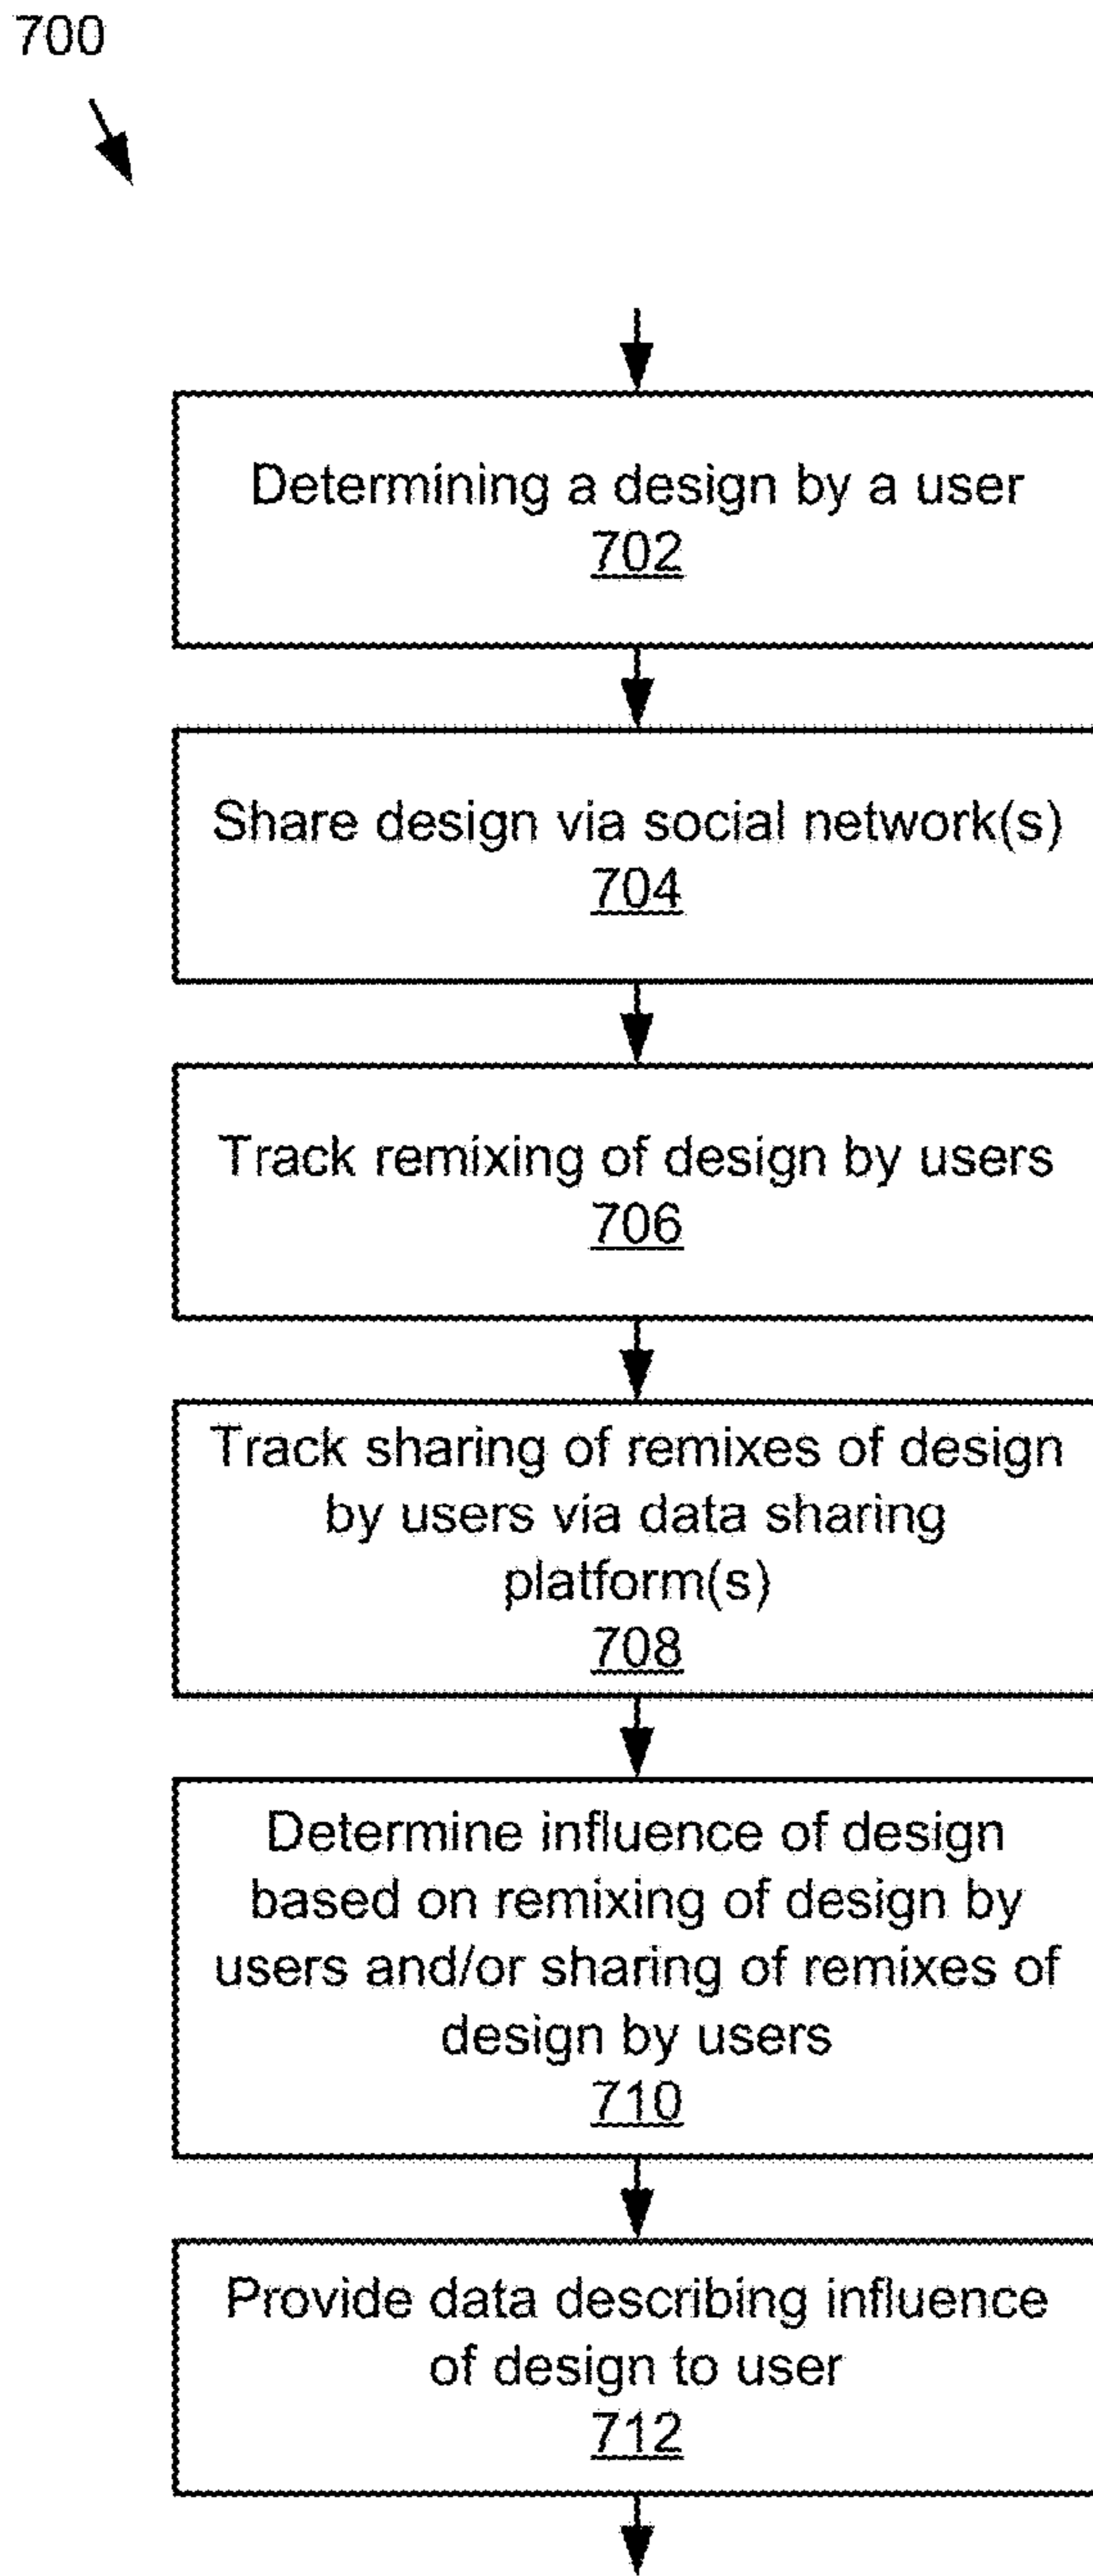 700
Determining a design by a user
702
Share design via social network(s)
704
Track remixing of design by users
706
Track sharing of remixes of design
by users via data sharing
platform(s)
708
Determine influence of design
based on remixing of design by
users and/or sharing of remixes of
design by users
710
Provide data describing influence
of design to user
712